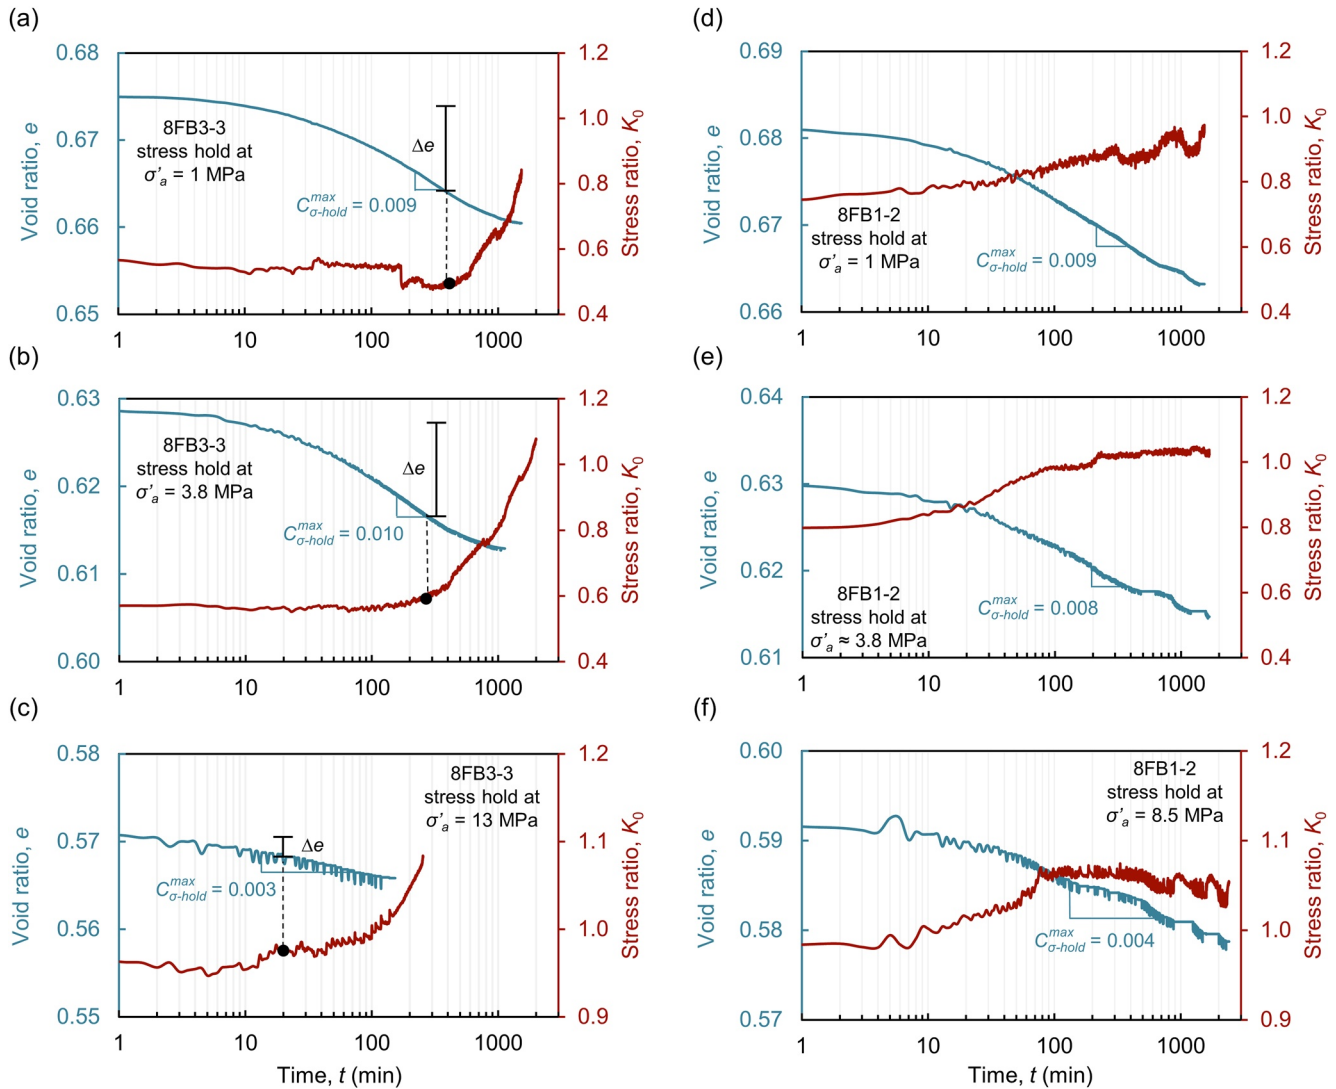 (a)
0.68
0.67
0.66
0.65
Void ratio, e
8FB3-3
stress hold at
σ'a = 1 MPa
Δe
C_{σ-hold}^{max} = 0.009
1.2
1.0
0.8
0.6
0.4
Stress ratio, K0
1 10 100 1000
(b)
0.63
0.62
0.61
0.60
Void ratio, e
8FB3-3
stress hold at
σ'a = 3.8 MPa
Δe
C_{σ-hold}^{max} = 0.010
1.2
1.0
0.8
0.6
0.4
Stress ratio, K0
1 10 100 1000
(c)
0.58
0.57
0.56
0.55
Void ratio, e
8FB3-3
stress hold at
σ'a = 13 MPa
Δe
C_{σ-hold}^{max} = 0.003
1.2
1.1
1.0
0.9
Stress ratio, K0
1 10 100 1000
Time, t (min)
(d)
0.69
0.68
0.67
0.66
Void ratio, e
8FB1-2
stress hold at
σ'a = 1 MPa
C_{σ-hold}^{max} = 0.009
1.2
1.0
0.8
0.6
0.4
Stress ratio, K0
1 10 100 1000
(e)
0.64
0.63
0.62
0.61
Void ratio, e
8FB1-2
stress hold at
σ'a ≈ 3.8 MPa
C_{σ-hold}^{max} = 0.008
1.2
1.0
0.8
0.6
0.4
Stress ratio, K0
1 10 100 1000
(f)
0.60
0.59
0.58
0.57
Void ratio, e
8FB1-2
stress hold at
σ'a = 8.5 MPa
C_{σ-hold}^{max} = 0.004
1.2
1.1
1.0
0.9
Stress ratio, K0
1 10 100 1000
Time, t (min)